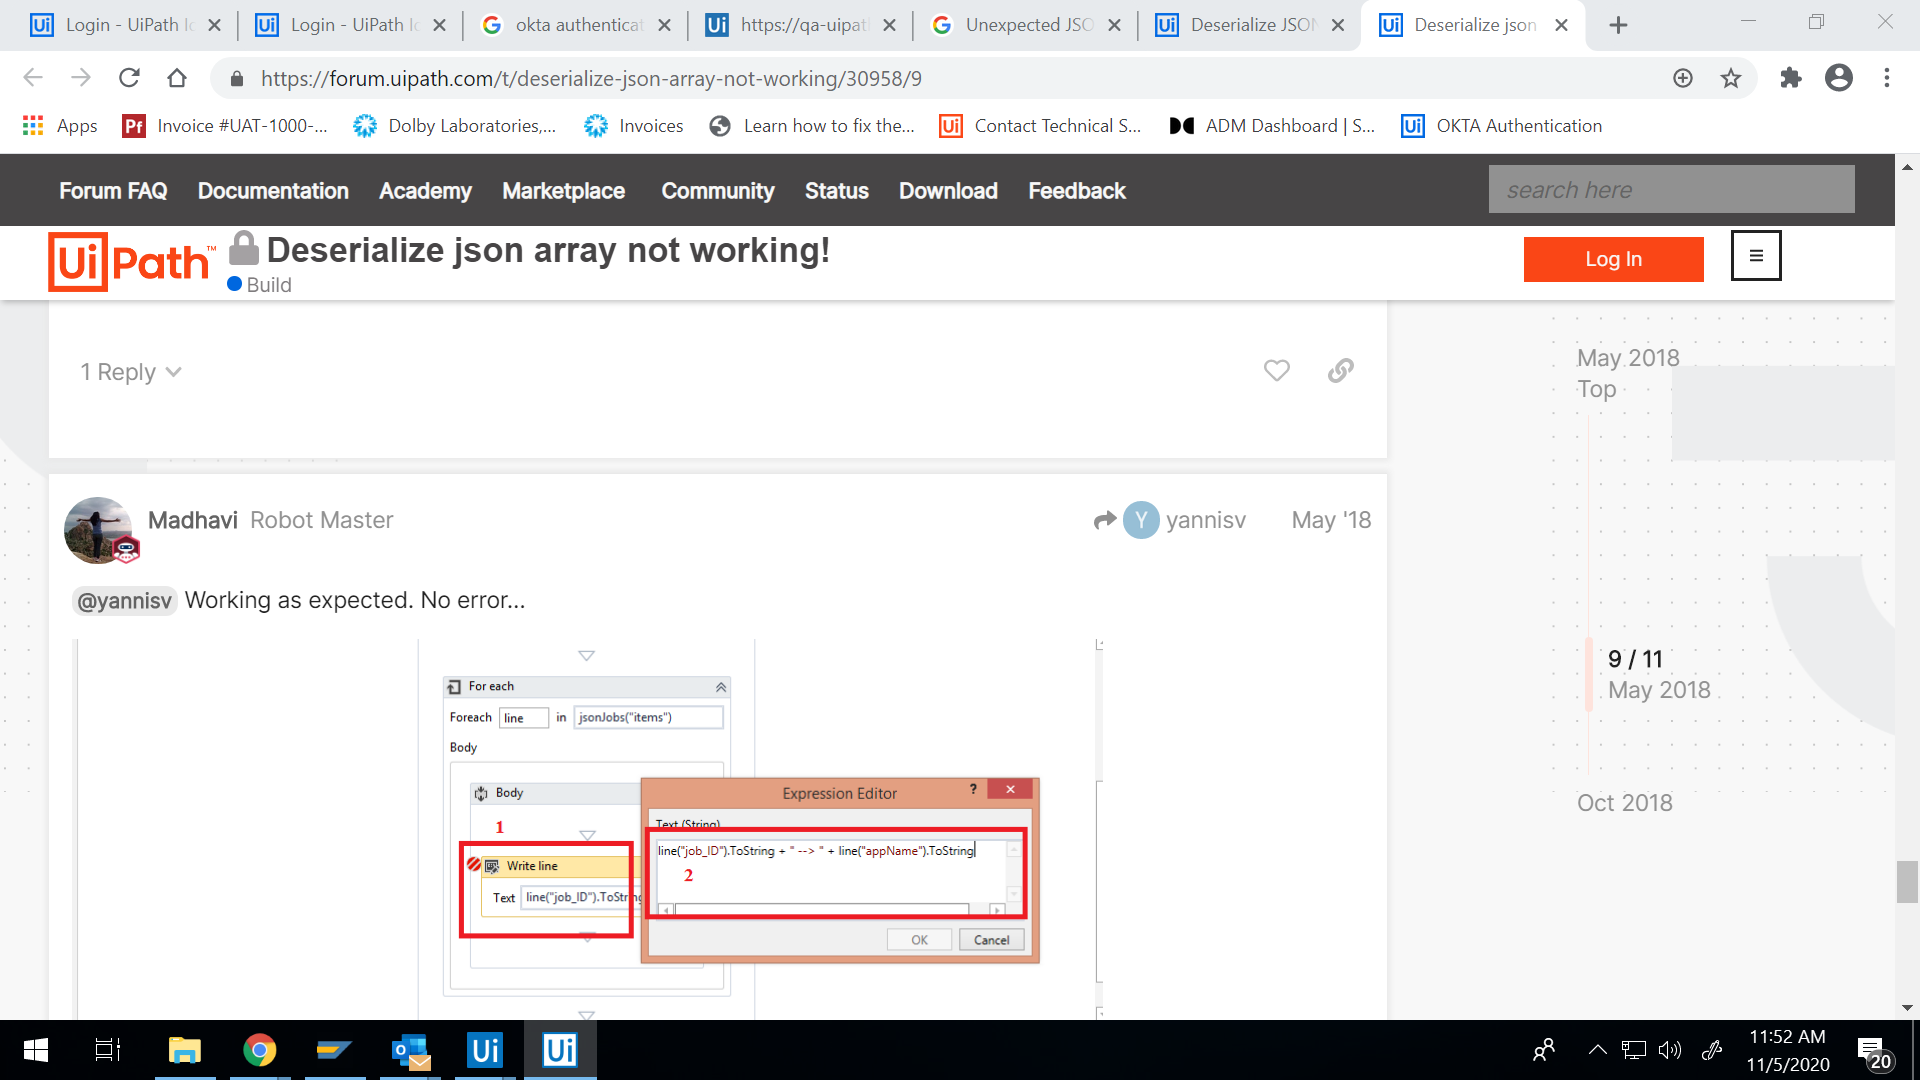 Login - UiPath Ic
Login - UiPath Ic
okta authenticat
https://qa-uipath
Unexpected JSO
Deserialize JSON
Deserialize json
https://forum.uipath.com/t/deserialize-json-array-not-working/30958/9
Apps
Pf Invoice #UAT-1000-...
Dolby Laboratories,...
Invoices
Learn how to fix the...
Contact Technical S...
ADM Dashboard | S...
OKTA Authentication
Forum FAQ Documentation Academy Marketplace Community Status Download Feedback
search here
UiPath™
Deserialize json array not working!
Build
Log In
1 Reply
May 2018
Top
Madhavi Robot Master
Y yannisv May '18
@yannisv Working as expected. No error...
9 / 11
May 2018
Oct 2018
For each
Foreach line in jsonJobs("items")
Body
Body
1
Write line
Text line("job_ID").ToString
Expression Editor
? ×
Text (String)
line("job_ID").ToString + " --> " + line("appName").ToString
2
OK Cancel
11:52 AM
11/5/2020
20